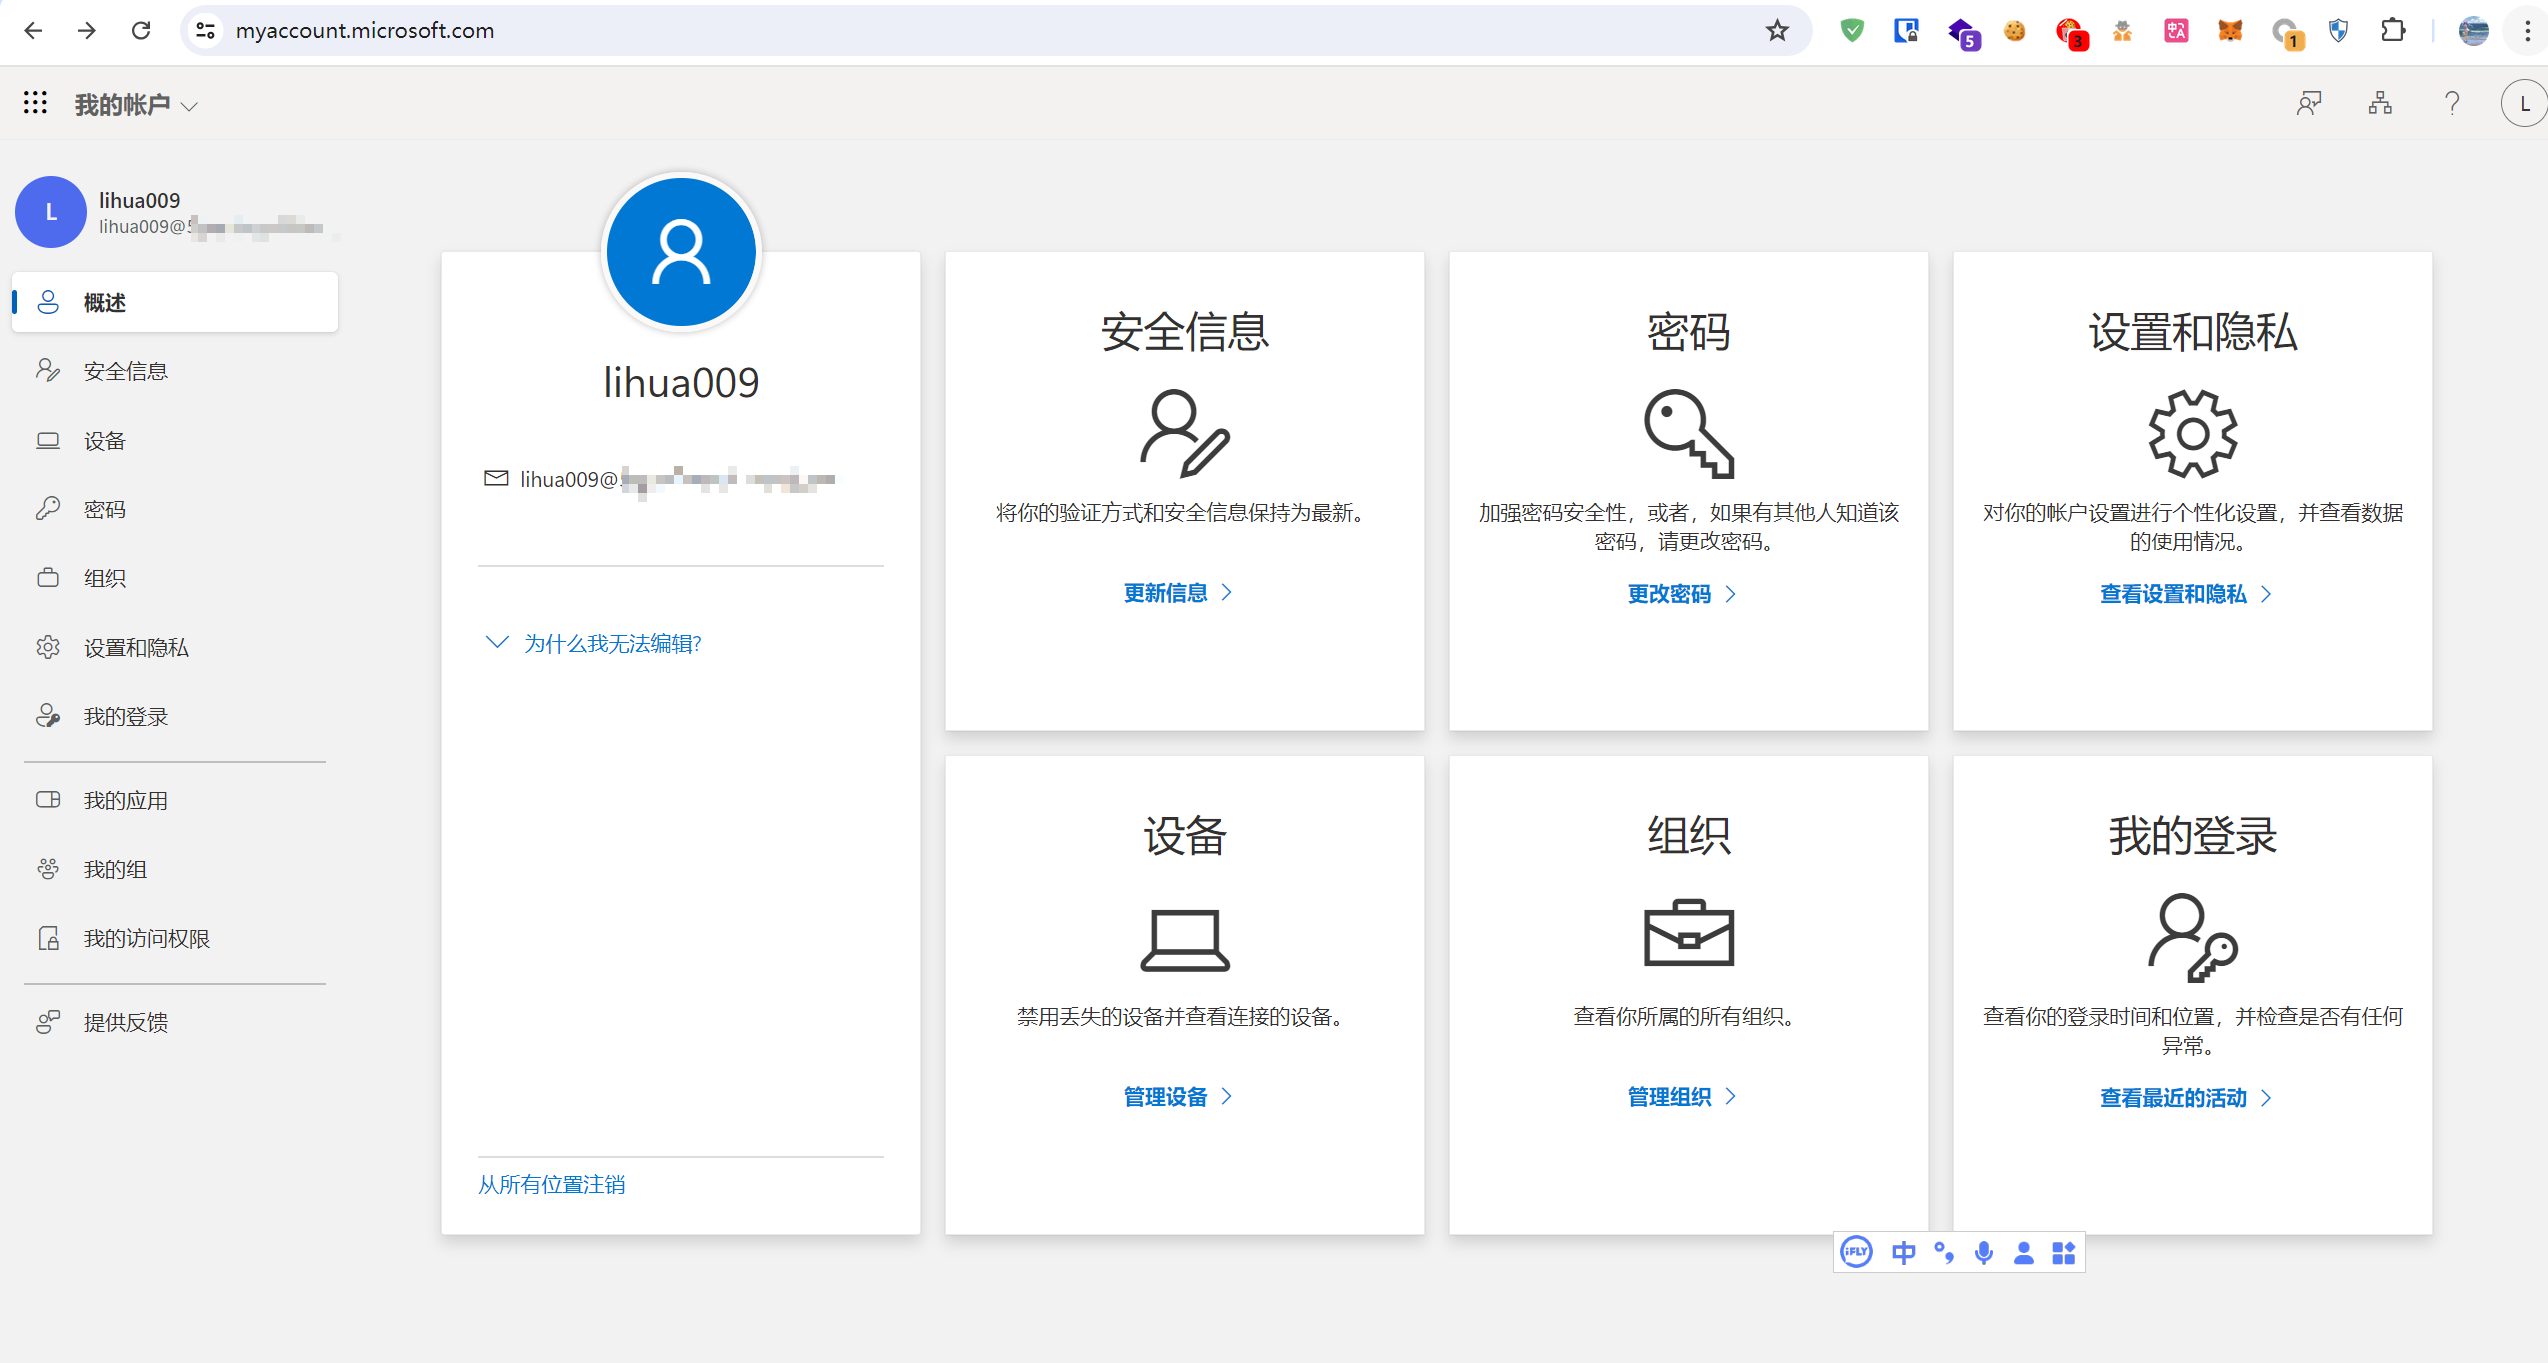 myaccount.microsoft.com
5
3
1
我的帐户
L
L
lihua009
lihua009@
概述
安全信息
设备
密码
组织
设置和隐私
我的登录
我的应用
我的组
我的访问权限
提供反馈
lihua009
lihua009@
为什么我无法编辑?
从所有位置注销
安全信息
将你的验证方式和安全信息保持为最新。
更新信息
密码
加强密码安全性，或者，如果有其他人知道该
密码，请更改密码。
更改密码
设置和隐私
对你的帐户设置进行个性化设置，并查看数据
的使用情况。
查看设置和隐私
设备
禁用丢失的设备并查看连接的设备。
管理设备
组织
查看你所属的所有组织。
管理组织
我的登录
查看你的登录时间和位置，并检查是否有任何
异常。
查看最近的活动
iFLY
中